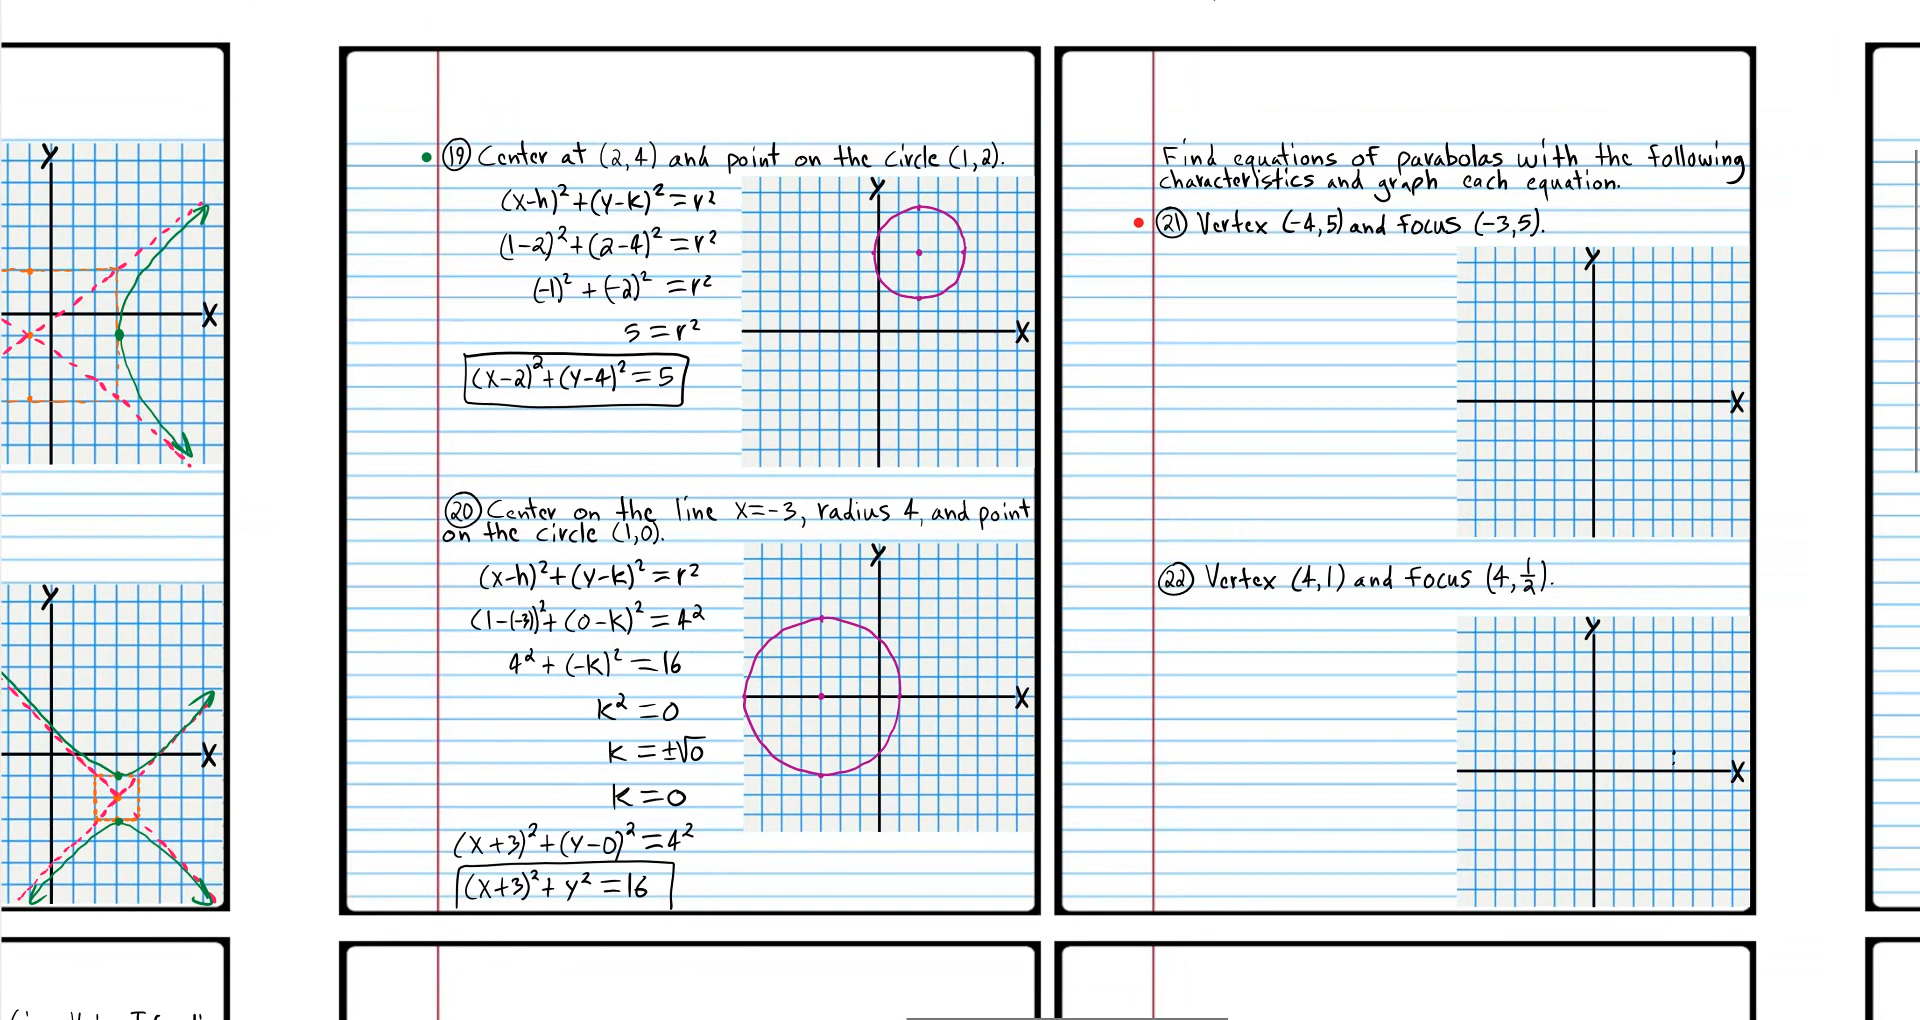 Y
X
Y
X
⑲ Center at (2,4) and point on the circle (1,2).
(x-h)²+(y-k)²=r²
(1-2)²+(2-4)²=r²
(-1)²+(-2)²=r²
5=r²
(x-2)²+(y-4)²=5
Y
X
⑳ Center on the line x=-3, radius 4, and point
on the circle (1,0).
(x-h)²+(y-k)²=r²
(1-(-3))²+(0-k)²=4²
4²+(-k)²=16
k²=0
k=±√0
k=0
(x+3)²+(y-0)²=4²
(x+3)²+y²=16
Y
X
Find equations of parabolas with the following
characteristics and graph each equation.
㉑ Vertex (-4,5) and focus (-3,5).
Y
X
㉒ Vertex (4,1) and focus (4,½).
Y
X